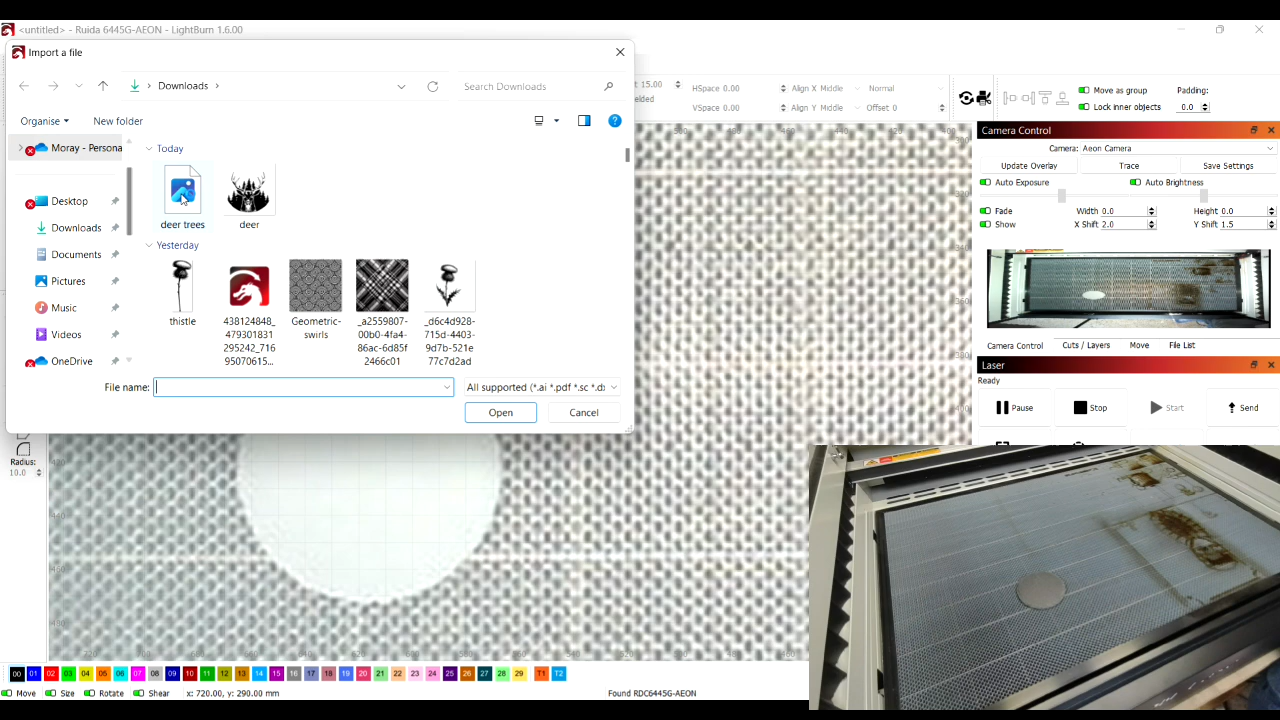 <untitled> - Ruida 6445G-AEON - LightBurn 1.6.00
Import a file
Downloads
Search Downloads
Organise
New folder
Moray - Persona
Desktop
Downloads
Documents
Pictures
Music
Videos
OneDrive
Today
deer trees
deer
Yesterday
thistle
438124848_
479301831
295242_716
95070615...
Geometric-
swirls
_a2559807-
00b0-4fa4-
86ac-6d85f
2466c01
_d6c4d928-
715d-4403-
9d7b-521e
77c7d2ad
File name:
All supported (*.ai *.pdf *.sc *.dx
Open
Cancel
15.00
HSpace 0.00
Align X Middle
Normal
VSpace 0.00
Align Y Middle
Offset 0
Move as group
Padding:
Lock inner objects
0.0
Camera Control
Camera: Aeon Camera
Update Overlay
Trace
Save Settings
Auto Exposure
Auto Brightness
Fade
Width 0.0
Height 0.0
Show
X Shift 2.0
Y Shift 1.5
Camera Control
Cuts / Layers
Move
File List
Laser
Ready
Pause
Stop
Start
Send
Radius:
10.0
00 01 02 03 04 05 06 07 08 09 10 11 12 13 14 15 16 17 18 19 20 21 22 23 24 25 26 27 28 29 T1 T2
Move
Size
Rotate
Shear
x: 720.00, y: 290.00 mm
Found RDC6445G-AEON